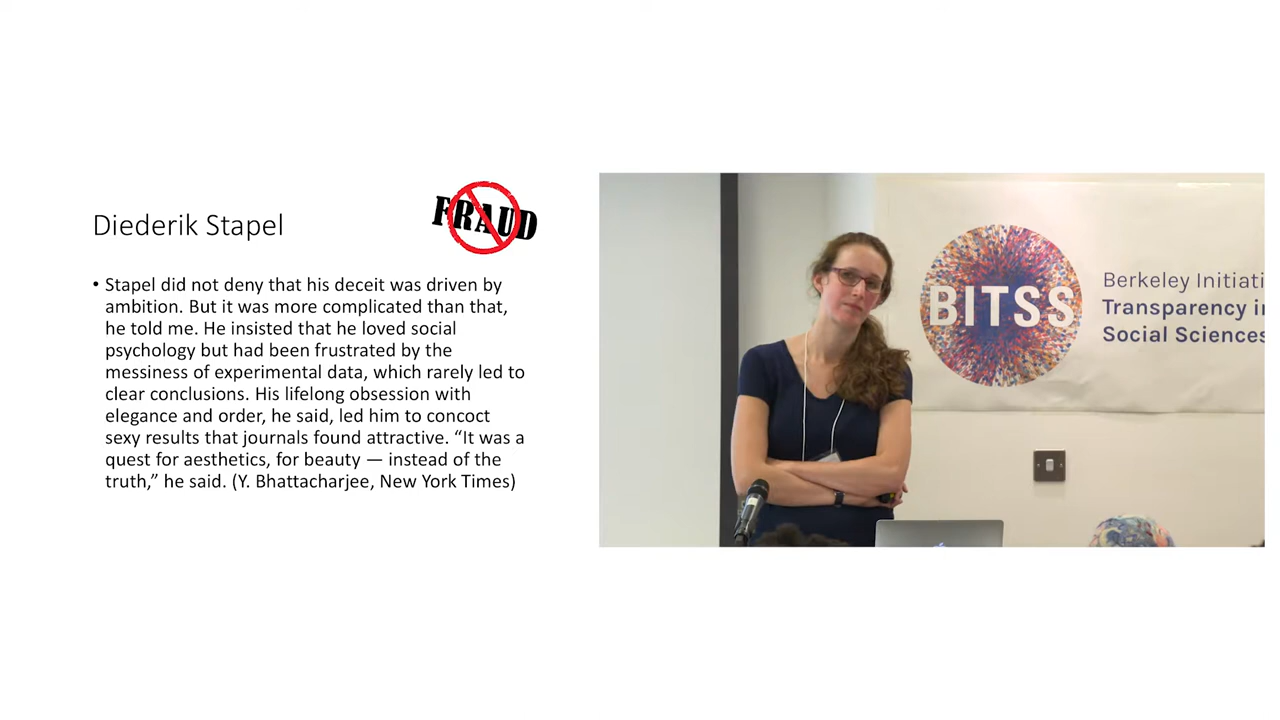 Diederik Stapel
FRAUD
• Stapel did not deny that his deceit was driven by
ambition. But it was more complicated than that,
he told me. He insisted that he loved social
psychology but had been frustrated by the
messiness of experimental data, which rarely led to
clear conclusions. His lifelong obsession with
elegance and order, he said, led him to concoct
sexy results that journals found attractive. “It was a
quest for aesthetics, for beauty — instead of the
truth,” he said. (Y. Bhattacharjee, New York Times)
BITSS
Berkeley Initiati
Transparency in
Social Sciences